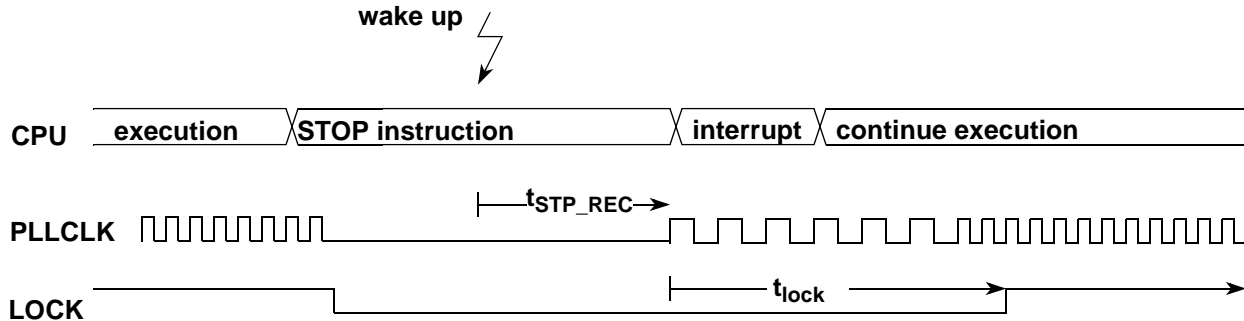 wake up
CPU execution STOP instruction interrupt continue execution
tSTP_REC
PLLCLK
tlock
LOCK